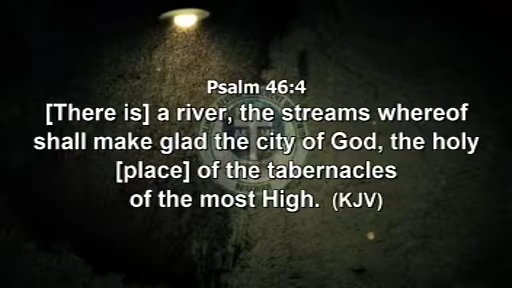 Psalm 46:4
[There is] a river, the streams whereof
shall make glad the city of God, the holy
[place] of the tabernacles
of the most High. (KJV)